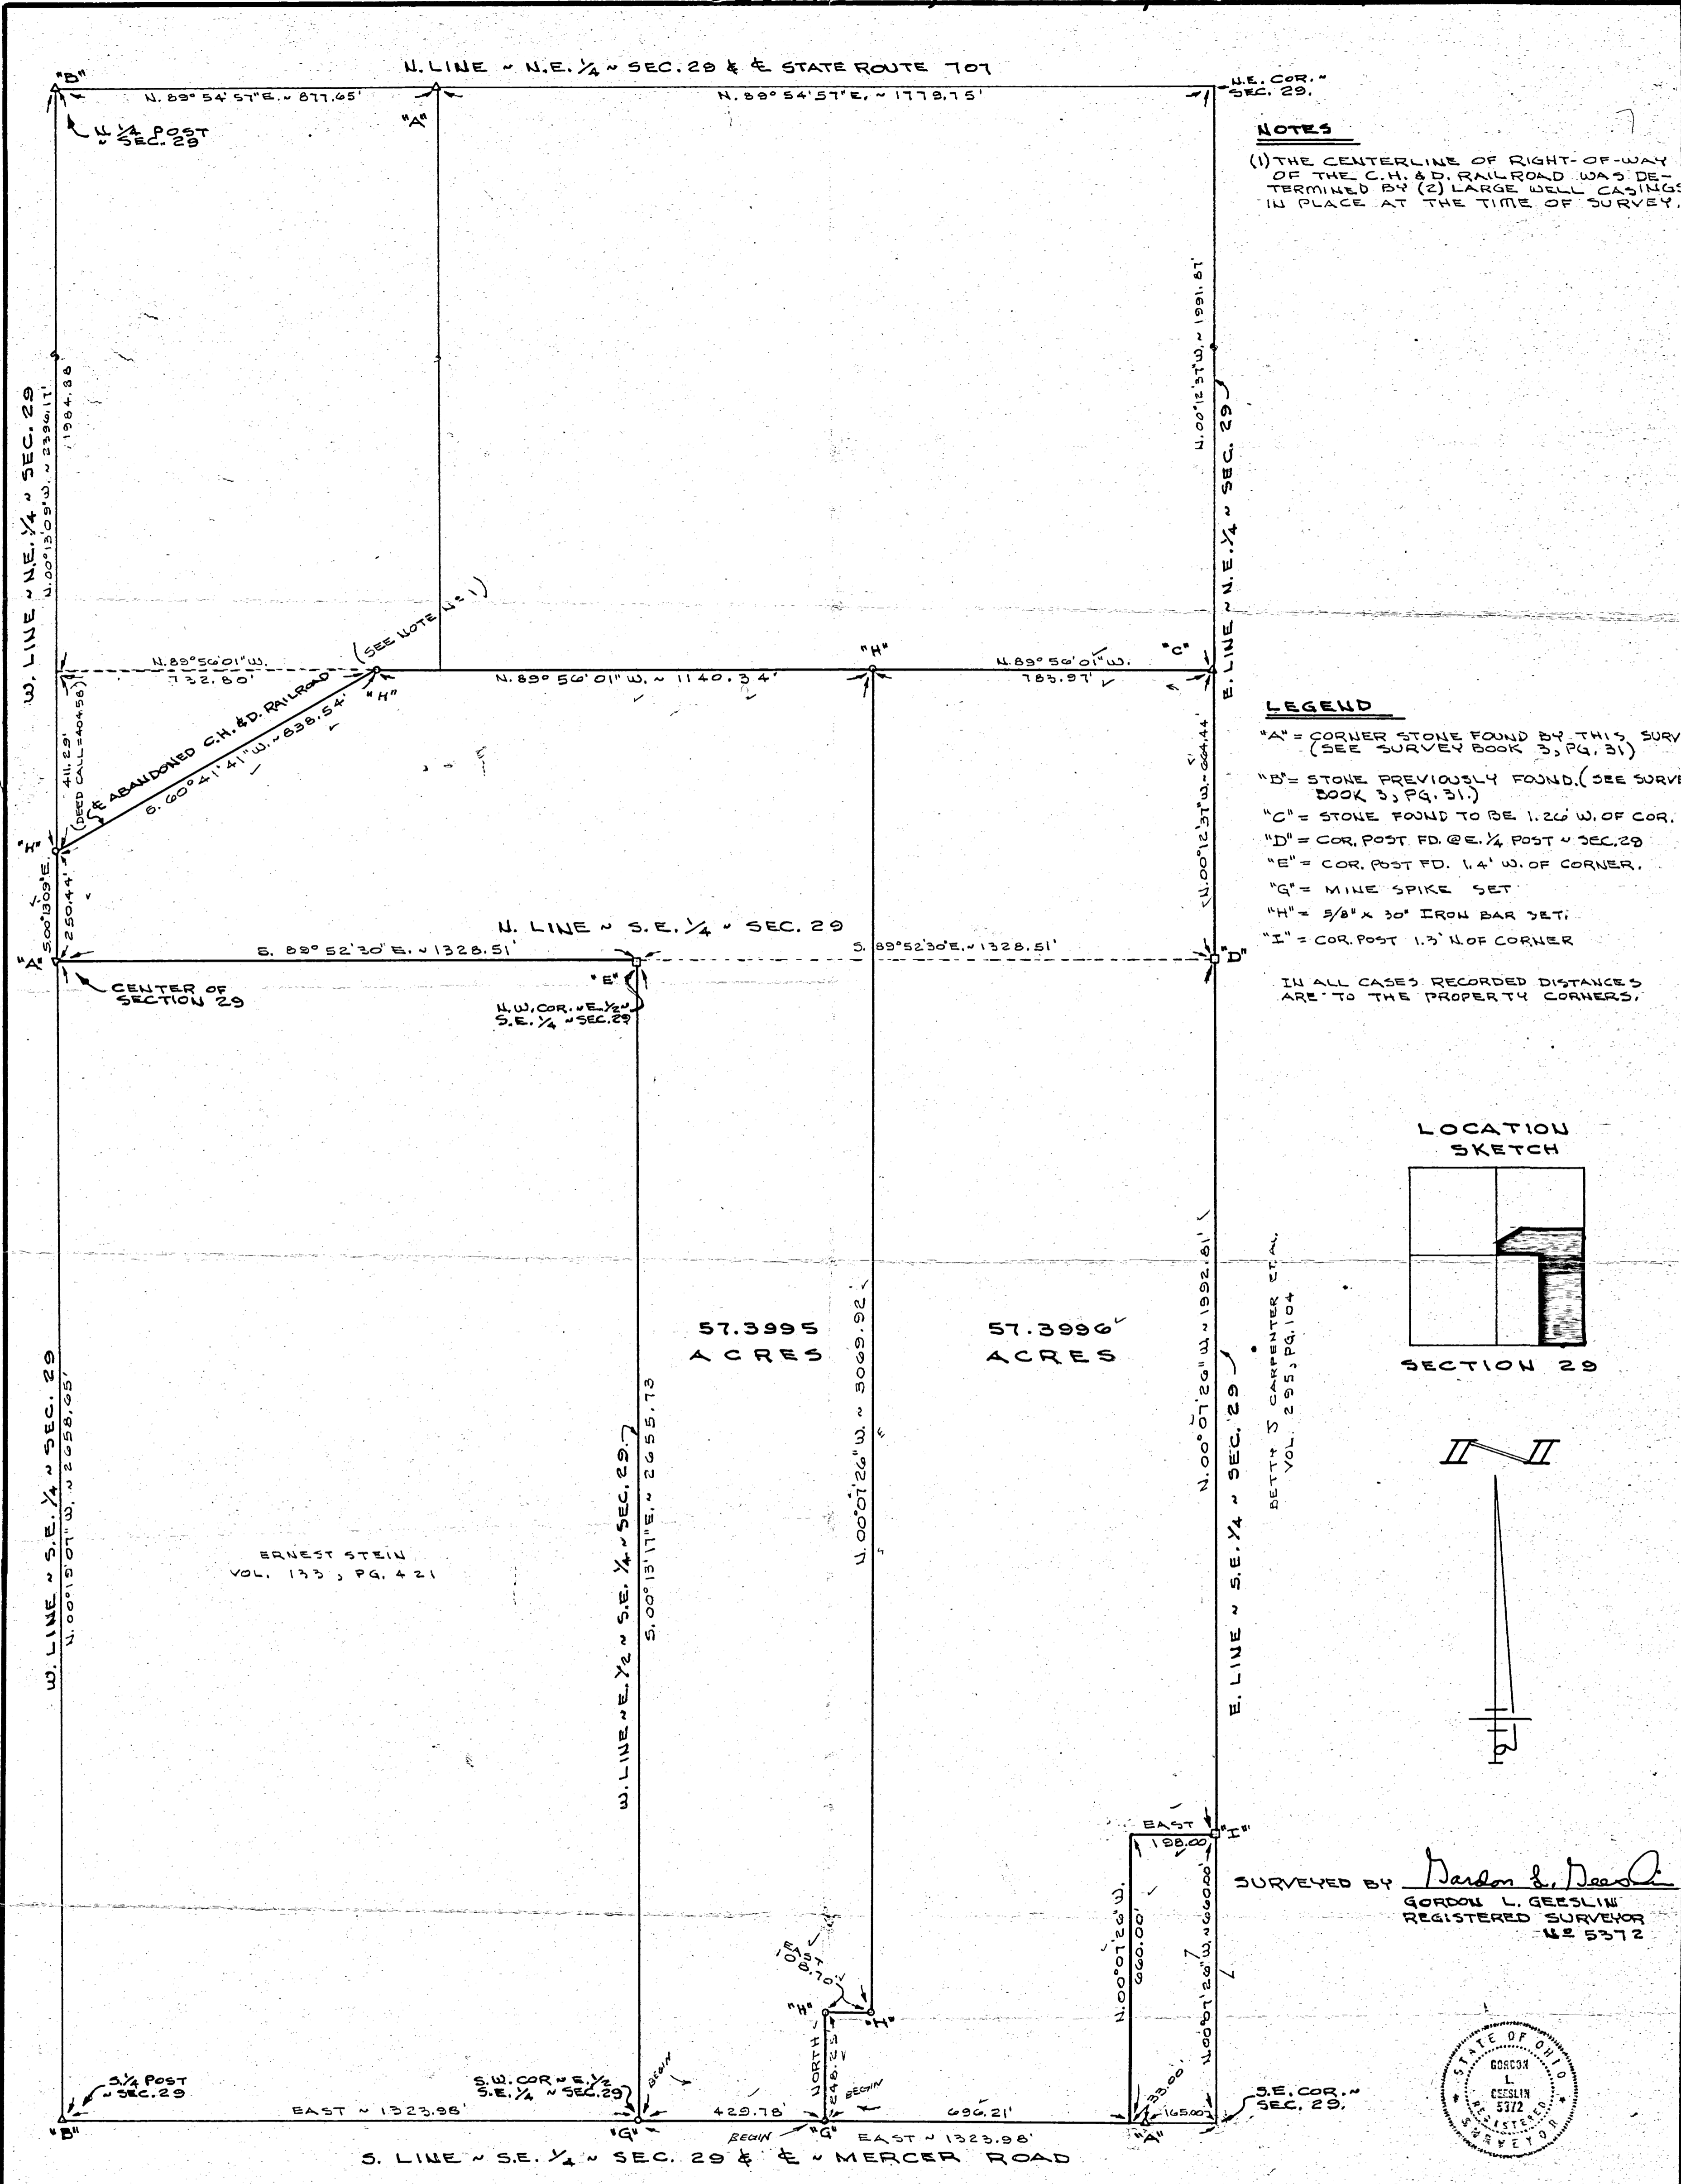 N. LINE ~ N.E. 1/4 ~ SEC. 29 & ℄ STATE ROUTE 707
"B"
N. 89° 54' 57" E. ~ 877.65'
"A"
N. 89° 54' 57" E. ~ 1779.75'
N.E. COR. ~
SEC. 29.
N 1/4 POST
~ SEC. 29
NOTES
(1) THE CENTERLINE OF RIGHT-OF-WAY
OF THE C.H. & D. RAILROAD WAS DE-
TERMINED BY (2) LARGE WELL CASINGS
IN PLACE AT THE TIME OF SURVEY.
W. LINE ~ N.E. 1/4 ~ SEC. 29
N. 00° 13' 09" W. ~ 2396.17'
1984.88
N. 00° 12' 37" W. ~ 1991.87'
E. LINE ~ N.E. 1/4 ~ SEC. 29
(SEE NOTE Nº 1)
N. 89° 56' 01" W.
732.80'
"H"
N. 89° 56' 01" W. ~ 1140.34'
"H"
N. 89° 56' 01" W.
783.97'
"C"
411.29'
(DEED CALL = 404.58)
℄ ABANDONED C.H. & D. RAILROAD
S. 60° 41' 41" W. ~ 838.54'
"H"
N. 00° 12' 37" W. ~ 664.44'
LEGEND
"A" = CORNER STONE FOUND BY THIS SURV
(SEE SURVEY BOOK 3, PG. 31)
"B" = STONE PREVIOUSLY FOUND. (SEE SURVE
BOOK 3, PG. 31.)
"C" = STONE FOUND TO BE 1.26' W. OF COR.
"D" = COR. POST FD. @ E. 1/4 POST ~ SEC. 29
"E" = COR. POST FD. 1.4' W. OF CORNER.
"G" = MINE SPIKE SET
"H" = 5/8" x 30" IRON BAR SET.
"I" = COR. POST 1.3' N. OF CORNER
IN ALL CASES RECORDED DISTANCES
ARE TO THE PROPERTY CORNERS.
S. 00° 13' 09" E.
250.44'
N. LINE ~ S.E. 1/4 ~ SEC. 29
"A"
S. 89° 52' 30" E. ~ 1328.51'
"E"
S. 89° 52' 30" E. ~ 1328.51'
"D"
CENTER OF
SECTION 29
N.W. COR. ~ E. 1/2 ~
S.E. 1/4 ~ SEC. 29
LOCATION
SKETCH
SECTION 29
57.3995
ACRES
57.3996
ACRES
N. 00° 07' 26" W. ~ 3069.92
N. 00° 07' 26" W. ~ 1992.81'
BETTY J CARPENTER ET. AL.
VOL. 295, PG. 104
W. LINE ~ S.E. 1/4 ~ SEC. 29
N. 00° 15' 07" W. ~ 2658.65'
ERNEST STEIN
VOL. 133, PG. 421
W. LINE ~ E. 1/2 ~ S.E. 1/4 ~ SEC. 29.
S. 00° 13' 17" E. ~ 2655.73
E. LINE ~ S.E. 1/4 ~ SEC. 29
N
EAST
198.00
"I"
N. 00° 07' 26" W.
660.00'
N. 00° 07' 26" W. ~ 660.00'
SURVEYED BY Gordon L. Geeslin
GORDON L. GEESLIN
REGISTERED SURVEYOR
Nº 5372
EAST
108.70'
"H"
"H"
NORTH
248.25
S. 1/4 POST
~ SEC. 29
S.W. COR ~ E. 1/2
S.E. 1/4 ~ SEC. 29
BEGIN
BEGIN
33.00'
S.E. COR. ~
SEC. 29.
"B"
EAST ~ 1323.98'
"G"
429.78'
"G"
696.21'
"A"
165.00
BEGIN
EAST ~ 1323.98'
S. LINE ~ S.E. 1/4 ~ SEC. 29 & ℄ ~ MERCER ROAD
STATE OF OHIO
GORDON
L.
GEESLIN
5372
REGISTERED
SURVEYOR